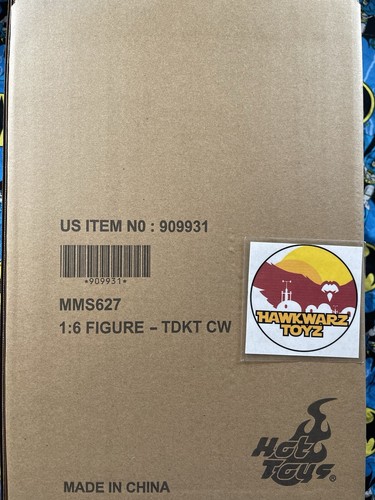 US ITEM N0 : 909931
*909931*
MMS627
1:6 FIGURE – TDKT CW
HAWKWARZ
TOYZ
Hot
Toys®
MADE IN CHINA